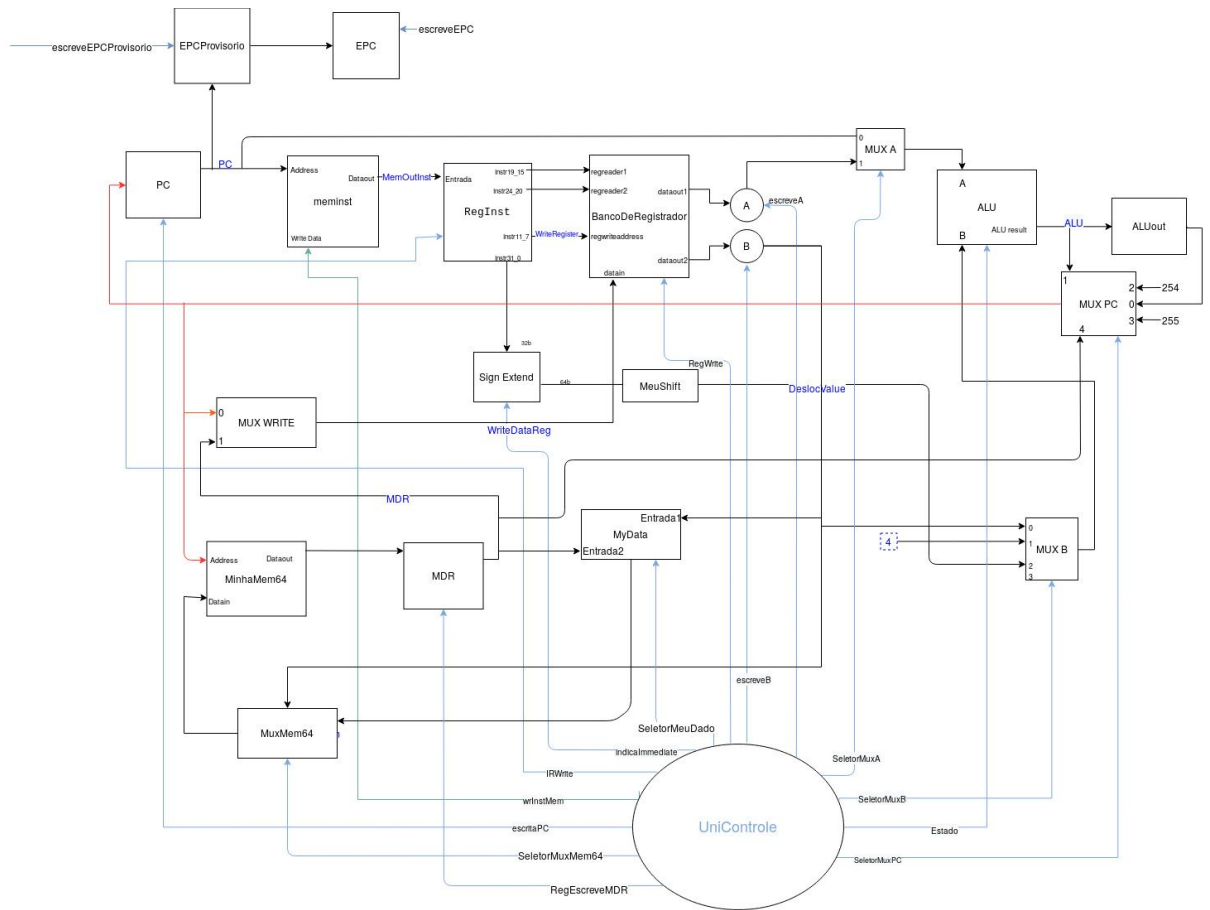 escreveEPCProvisorio
EPCProvisorio
EPC
escreveEPC
PC
PC
Address
Dataout
meminst
Write Data
MemOutInst
Entrada
instr19_15
instr24_20
RegInst
instr11_7
instr31_0
WriteRegister
regreader1
regreader2
dataout1
BancoDeRegistrador
regwriteaddress
dataout2
datain
A
escreveA
B
0
MUX A
1
A
ALU
B
ALU result
ALU
ALUout
1
2
254
MUX PC
0
3
255
4
32b
Sign Extend
64b
MeuShift
RegWrite
DeslocValue
0
MUX WRITE
1
WriteDataReg
MDR
Entrada1
MyData
Entrada2
4
0
1
MUX B
2
3
Address
Dataout
MinhaMem64
Datain
MDR
escreveB
MuxMem64
SeletorMeuDado
indicaImmediate
SeletorMuxA
IRWrite
wrInstMem
SeletorMuxB
UniControle
escritaPC
Estado
SeletorMuxMem64
SeletorMuxPC
RegEscreveMDR